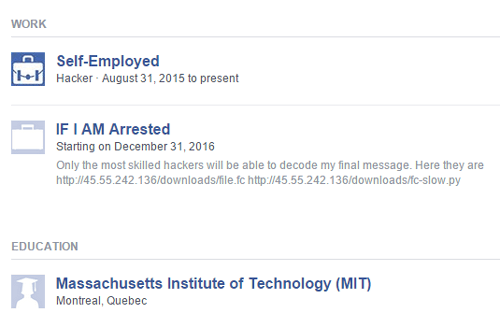 WORK
Self-Employed
Hacker · August 31, 2015 to present
IF I AM Arrested
Starting on December 31, 2016
Only the most skilled hackers will be able to decode my final message. Here they are
http://45.55.242.136/downloads/file.fc http://45.55.242.136/downloads/fc-slow.py
EDUCATION
Massachusetts Institute of Technology (MIT)
Montreal, Quebec